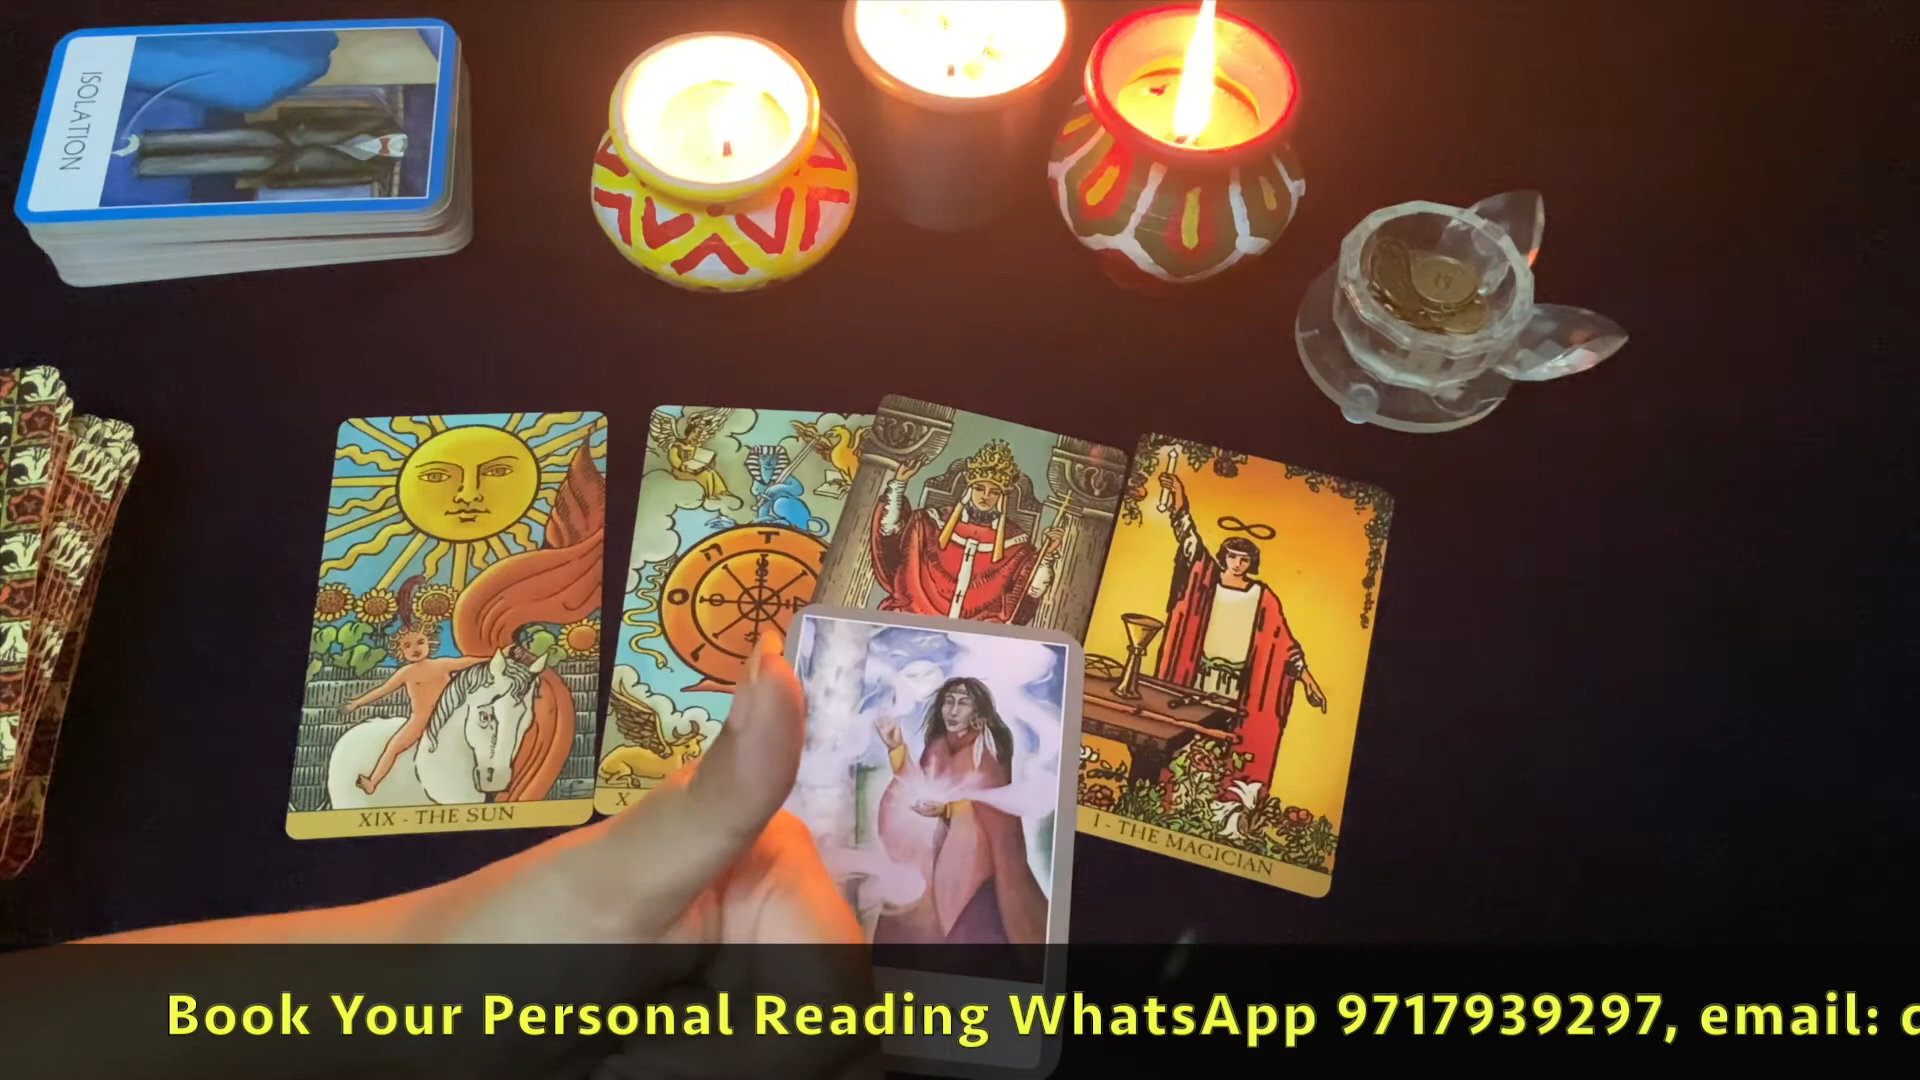 ISOLATION
XIX - THE SUN
X
I - THE MAGICIAN
Book Your Personal Reading WhatsApp 9717939297, email: